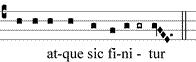 at-que sic fi-ni - tur